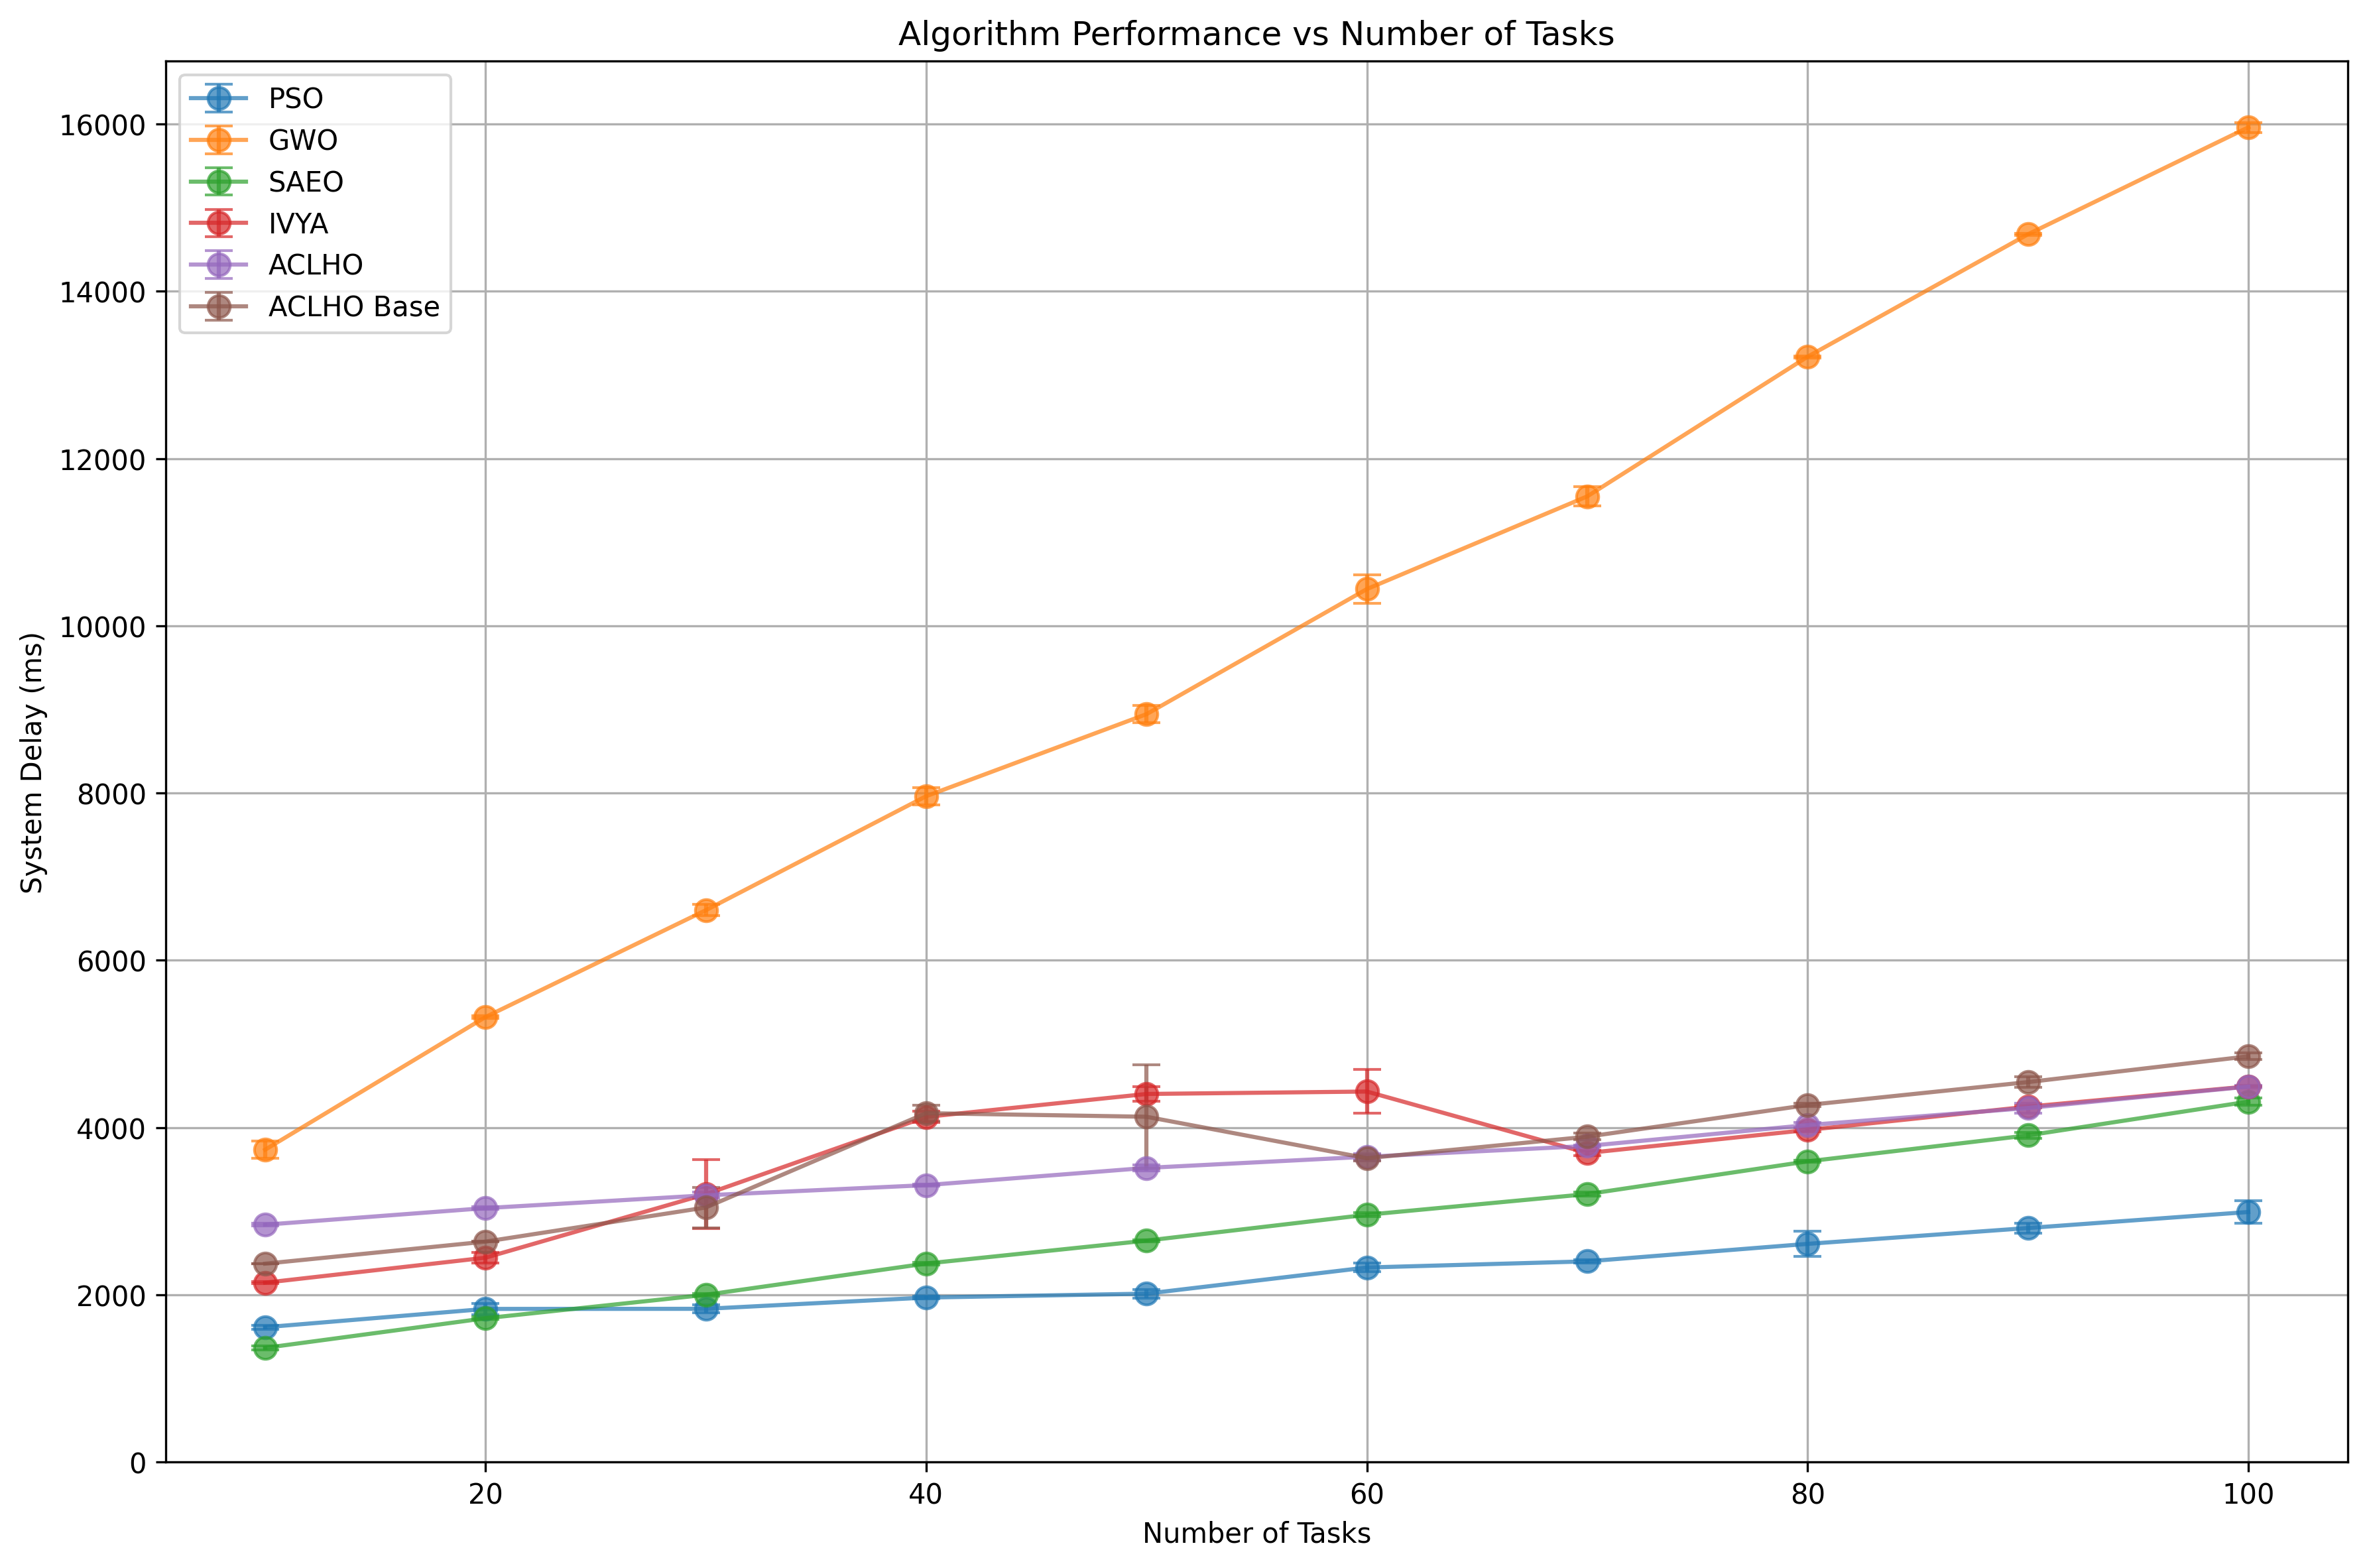 Algorithm Performance vs Number of Tasks
PSO
GWO
SAEO
IVYA
ACLHO
ACLHO Base
System Delay (ms)
16000
14000
12000
10000
8000
6000
4000
2000
0
20 40 60 80 100
Number of Tasks